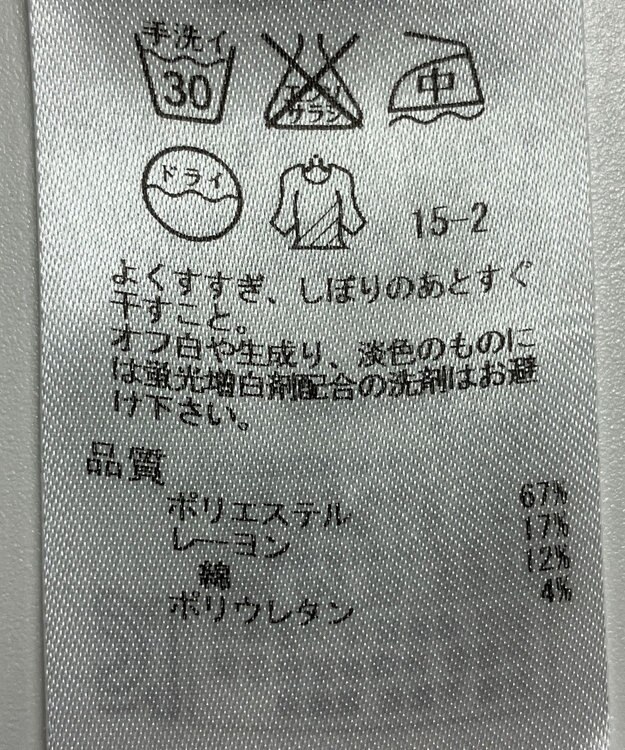 手洗イ
30
エンソ
サラシ
中
ドライ
15-2
よくすすぎ、しぼりのあとすぐ
干すこと。
オフ白や生成り、淡色のものに
は蛍光増白剤配合の洗剤はお避
け下さい。
品質
ポリエステル 67%
レーヨン 17%
綿 12%
ポリウレタン 4%